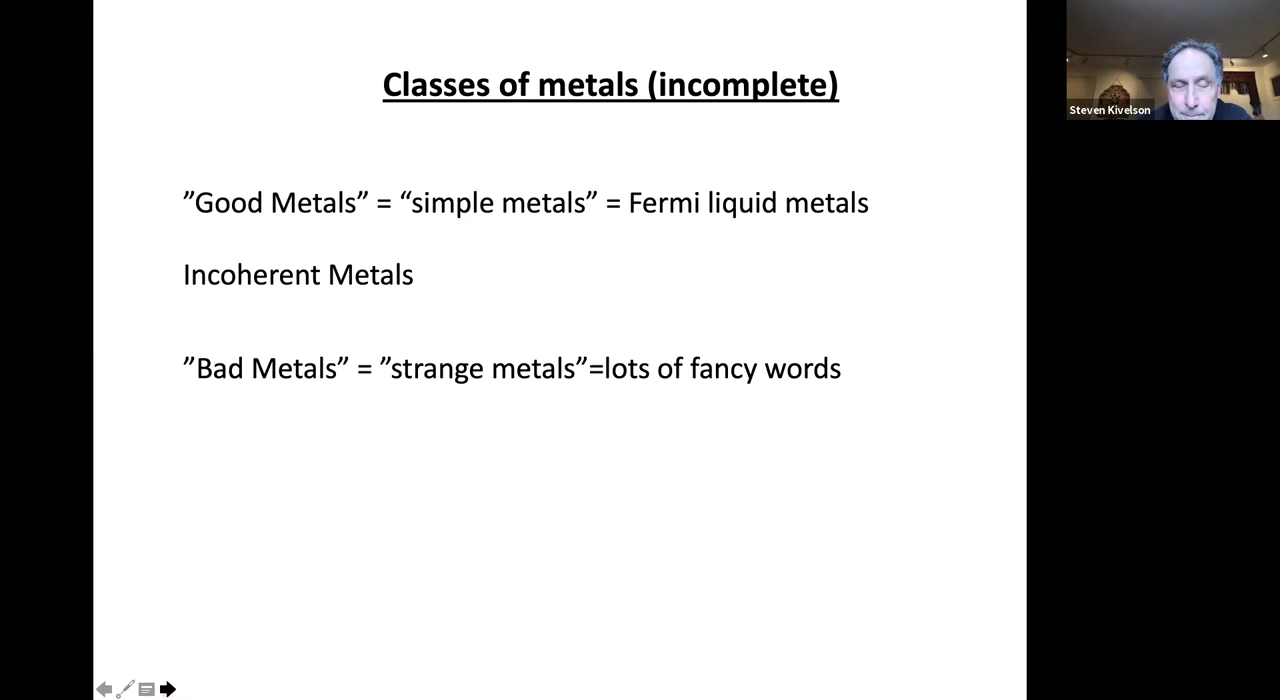 Classes of metals (incomplete)
”Good Metals” = “simple metals” = Fermi liquid metals
Incoherent Metals
”Bad Metals” = ”strange metals”=lots of fancy words
Steven Kivelson